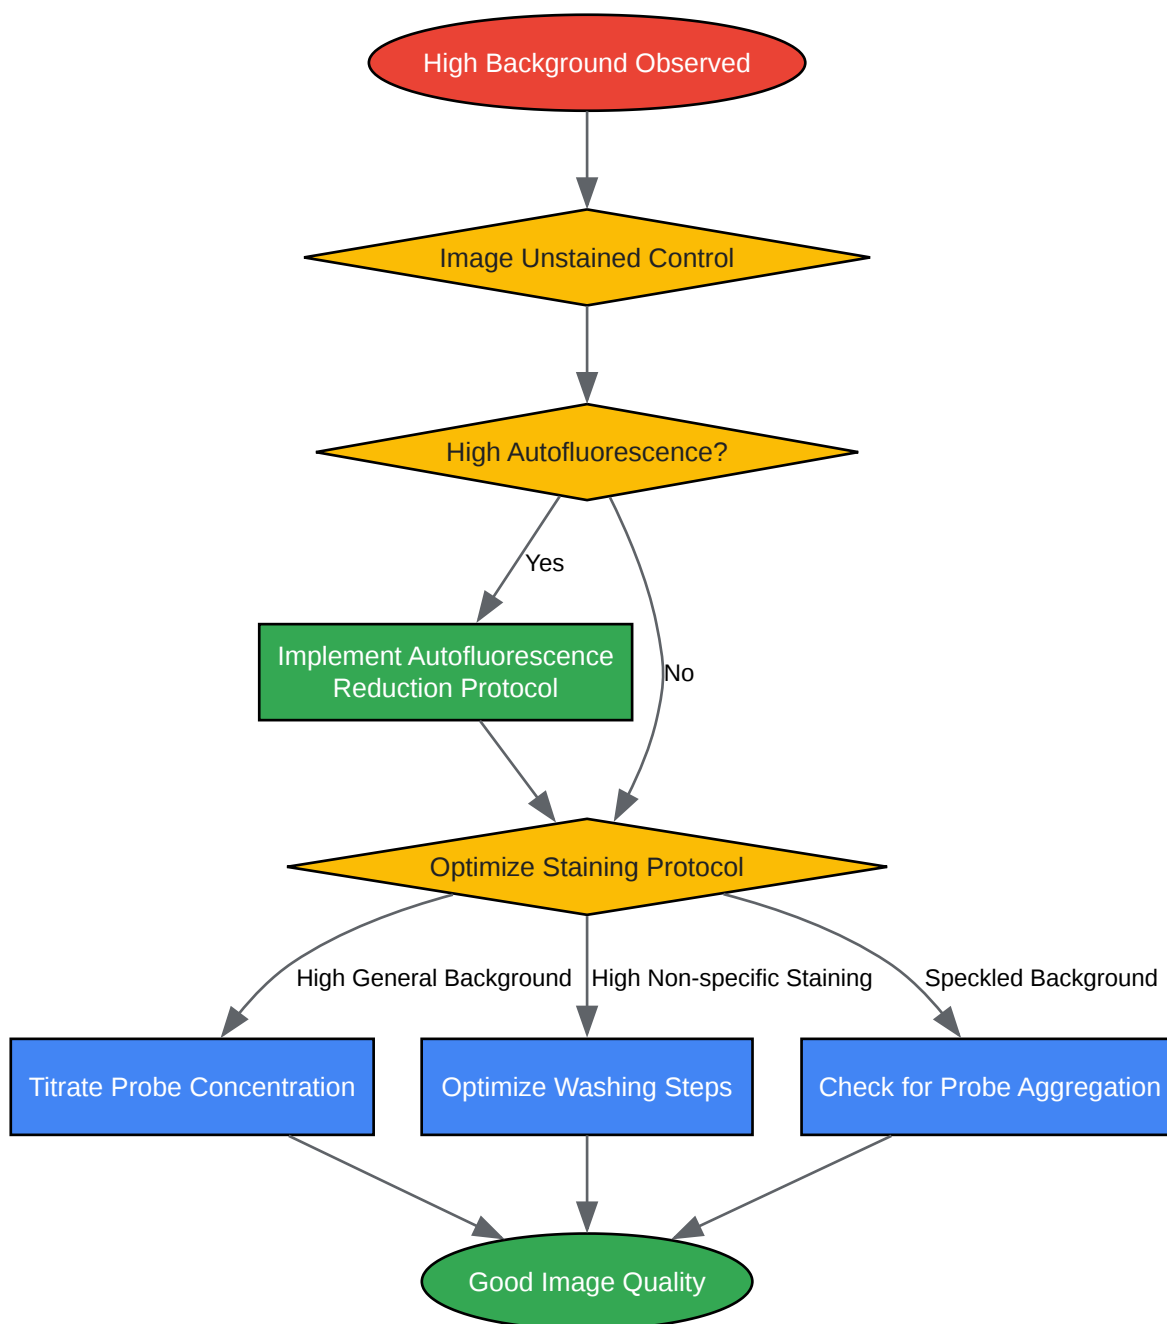 High Background Observed
Image Unstained Control
High Autofluorescence?
Yes
Implement Autofluorescence
Reduction Protocol
No
Optimize Staining Protocol
High General Background
High Non-specific Staining
Speckled Background
Titrate Probe Concentration
Optimize Washing Steps
Check for Probe Aggregation
Good Image Quality